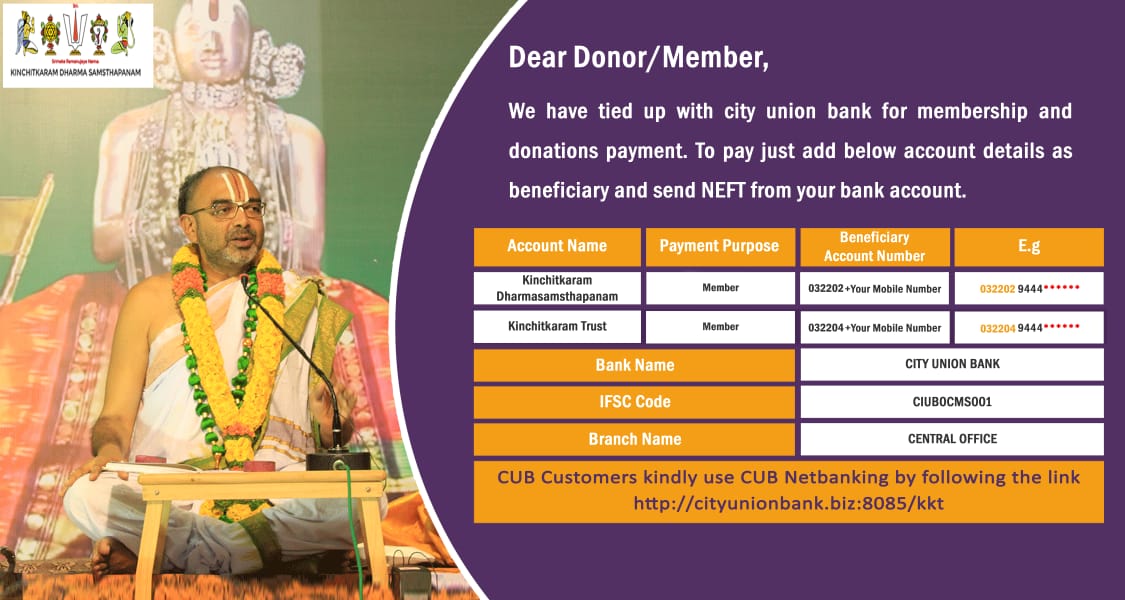 Srimate Ramanujaya Nama
KINCHITKARAM DHARMA SAMSTHAPANAM
Dear Donor/Member,
We have tied up with city union bank for membership and
donations payment. To pay just add below account details as
beneficiary and send NEFT from your bank account.
Account Name Payment Purpose Beneficiary Account Number E.g
Kinchitkaram Dharmasamsthapanam Member 032202+Your Mobile Number 032202 9444******
Kinchitkaram Trust Member 032204+Your Mobile Number 032204 9444******
Bank Name CITY UNION BANK
IFSC Code CIUB0CMS001
Branch Name CENTRAL OFFICE
CUB Customers kindly use CUB Netbanking by following the link
http://cityunionbank.biz:8085/kkt